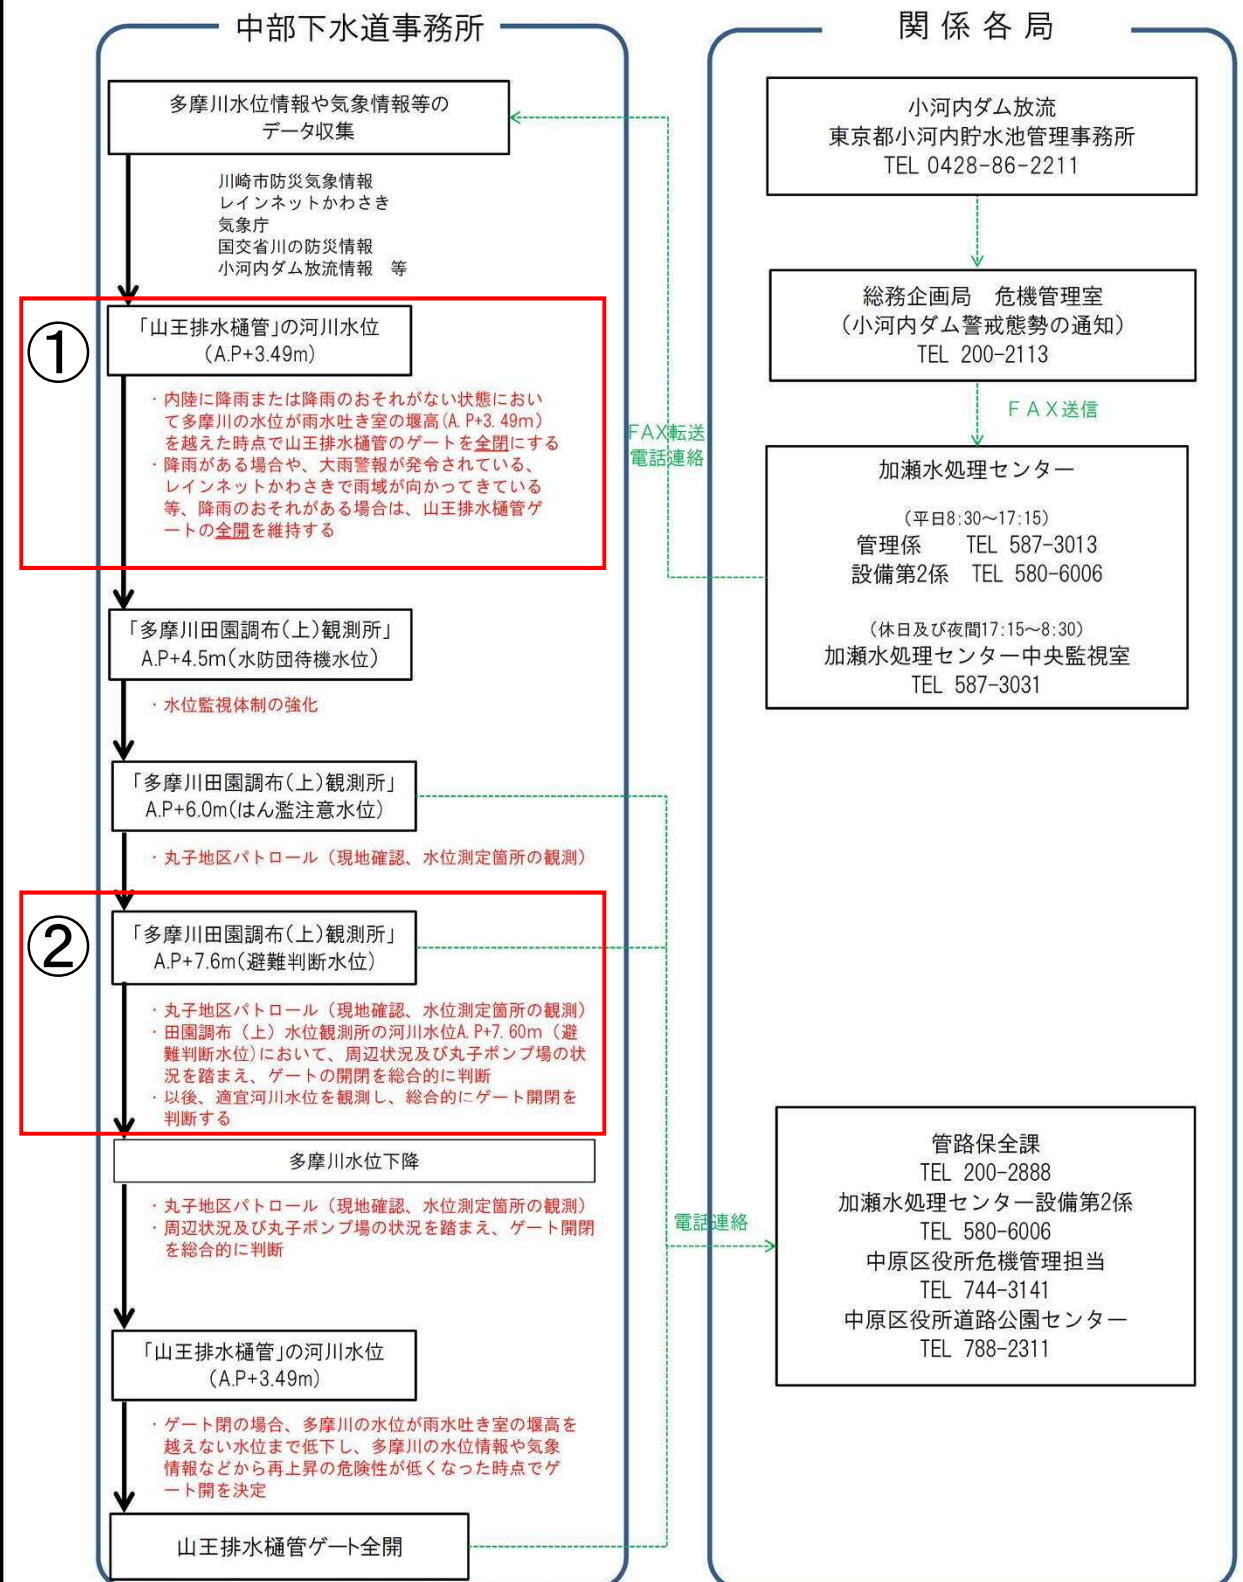 中部下水道事務所
多摩川水位情報や気象情報等の
データ収集
川崎市防災気象情報
レインネットかわさき
気象庁
国交省川の防災情報
小河内ダム放流情報　等
①
「山王排水樋管」の河川水位
(A.P+3.49m)
・内陸に降雨または降雨のおそれがない状態におい
て多摩川の水位が雨水吐き室の堰高(A.P+3.49m)
を越えた時点で山王排水樋管のゲートを全閉にする
・降雨がある場合や、大雨警報が発令されている、
レインネットかわさきで雨域が向かってきている
等、降雨のおそれがある場合は、山王排水樋管ゲ
ートの全開を維持する
「多摩川田園調布(上)観測所」
A.P+4.5m(水防団待機水位)
・水位監視体制の強化
「多摩川田園調布(上)観測所」
A.P+6.0m(はん濫注意水位)
・丸子地区パトロール（現地確認、水位測定箇所の観測）
②
「多摩川田園調布(上)観測所」
A.P+7.6m(避難判断水位)
・丸子地区パトロール（現地確認、水位測定箇所の観測）
・田園調布（上）水位観測所の河川水位A.P+7.60m（避
難判断水位)において、周辺状況及び丸子ポンプ場の状
況を踏まえ、ゲートの開閉を総合的に判断
・以後、適宜河川水位を観測し、総合的にゲート開閉を
判断する
多摩川水位下降
・丸子地区パトロール（現地確認、水位測定箇所の観測）
・周辺状況及び丸子ポンプ場の状況を踏まえ、ゲート開閉
を総合的に判断
「山王排水樋管」の河川水位
(A.P+3.49m)
・ゲート閉の場合、多摩川の水位が雨水吐き室の堰高を
越えない水位まで低下し、多摩川の水位情報や気象
情報などから再上昇の危険性が低くなった時点でゲ
ート開を決定
山王排水樋管ゲート全開
FAX転送
電話連絡
電話連絡
関係各局
小河内ダム放流
東京都小河内貯水池管理事務所
TEL 0428-86-2211
総務企画局　危機管理室
（小河内ダム警戒態勢の通知）
TEL 200-2113
ＦＡＸ送信
加瀬水処理センター
(平日8:30～17:15)
管理係　　TEL 587-3013
設備第2係　TEL 580-6006
(休日及び夜間17:15～8:30)
加瀬水処理センター中央監視室
TEL 587-3031
管路保全課
TEL 200-2888
加瀬水処理センター設備第2係
TEL 580-6006
中原区役所危機管理担当
TEL 744-3141
中原区役所道路公園センター
TEL 788-2311